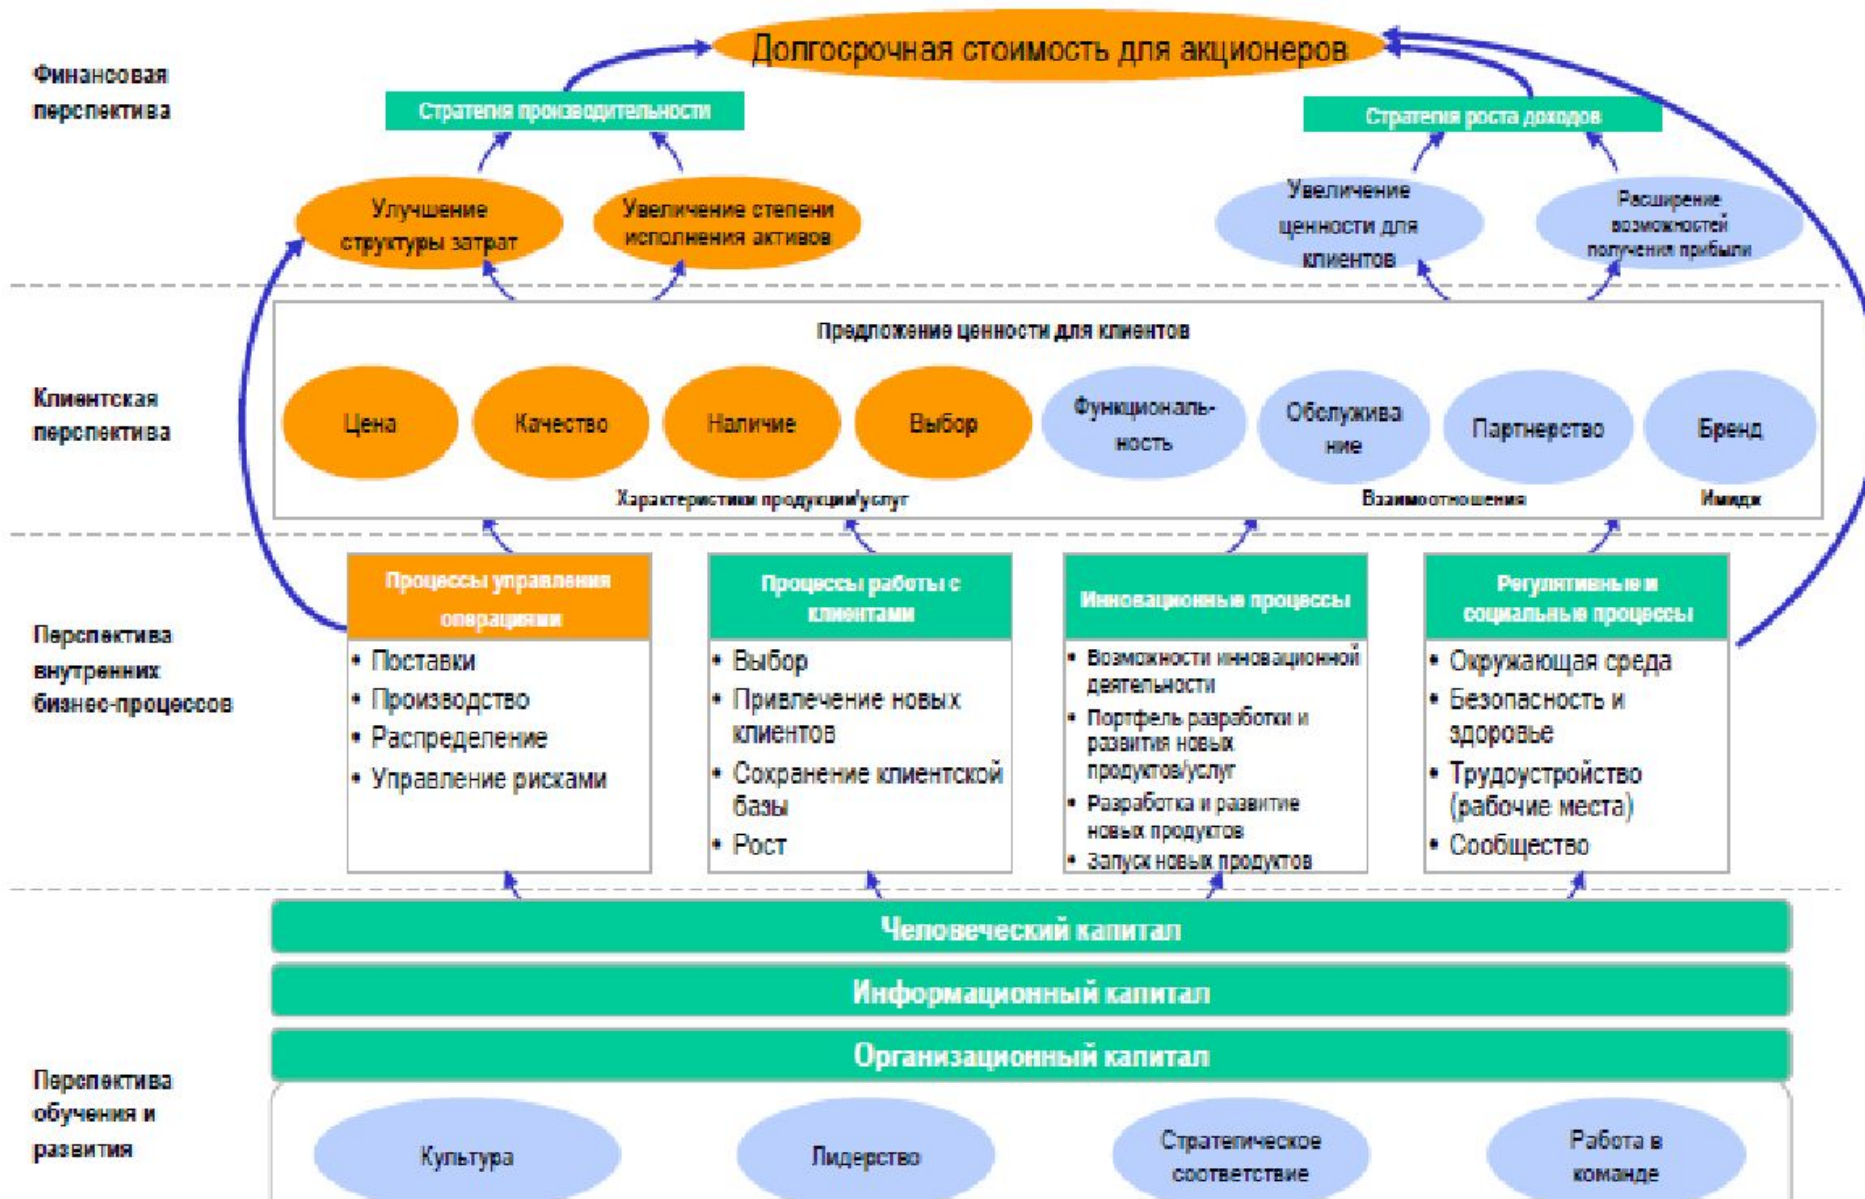 Долгосрочная стоимость для акционеров
Финансовая
перспектива
Стратегия производительности
Стратегия роста доходов
Улучшение
структуры затрат
Увеличение степени
исполнения активов
Увеличение
ценности для
клиентов
Расширение
возможностей
получения прибыли
Предложение ценности для клиентов
Клиентская
перспектива
Цена
Качество
Наличие
Выбор
Функциональ-
ность
Обслужива
ние
Партнерство
Бренд
Характеристики продукции/услуг
Взаимоотношения
Имидж
Перспектива
внутренних
бизнес-процессов
Процессы управления
операциями
• Поставки
• Производство
• Распределение
• Управление рисками
Процессы работы с
клиентами
• Выбор
• Привлечение новых
клиентов
• Сохранение клиентской
базы
• Рост
Инновационные процессы
• Возможности инновационной
деятельности
• Портфель разработки и
развития новых
продуктов/услуг
• Разработка и развитие
новых продуктов
• Запуск новых продуктов
Регулятивные и
социальные процессы
• Окружающая среда
• Безопасность и
здоровье
• Трудоустройство
(рабочие места)
• Сообщество
Человеческий капитал
Информационный капитал
Организационный капитал
Перспектива
обучения и
развития
Культура
Лидерство
Стратегическое
соответствие
Работа в
команде